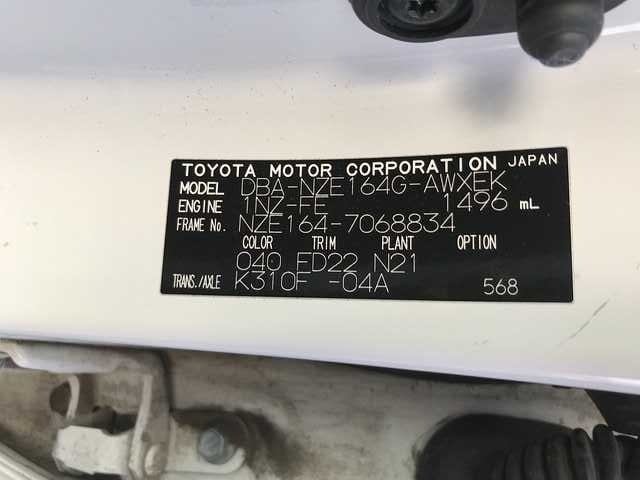 TOYOTA MOTOR CORPORATION JAPAN
MODEL DBA-NZE164G-AWXEK
ENGINE 1NZ-FE 1496 mL
FRAME No. NZE164-7068834
COLOR TRIM PLANT OPTION
040 FD22 N21
TRANS./AXLE K310F -04A 568